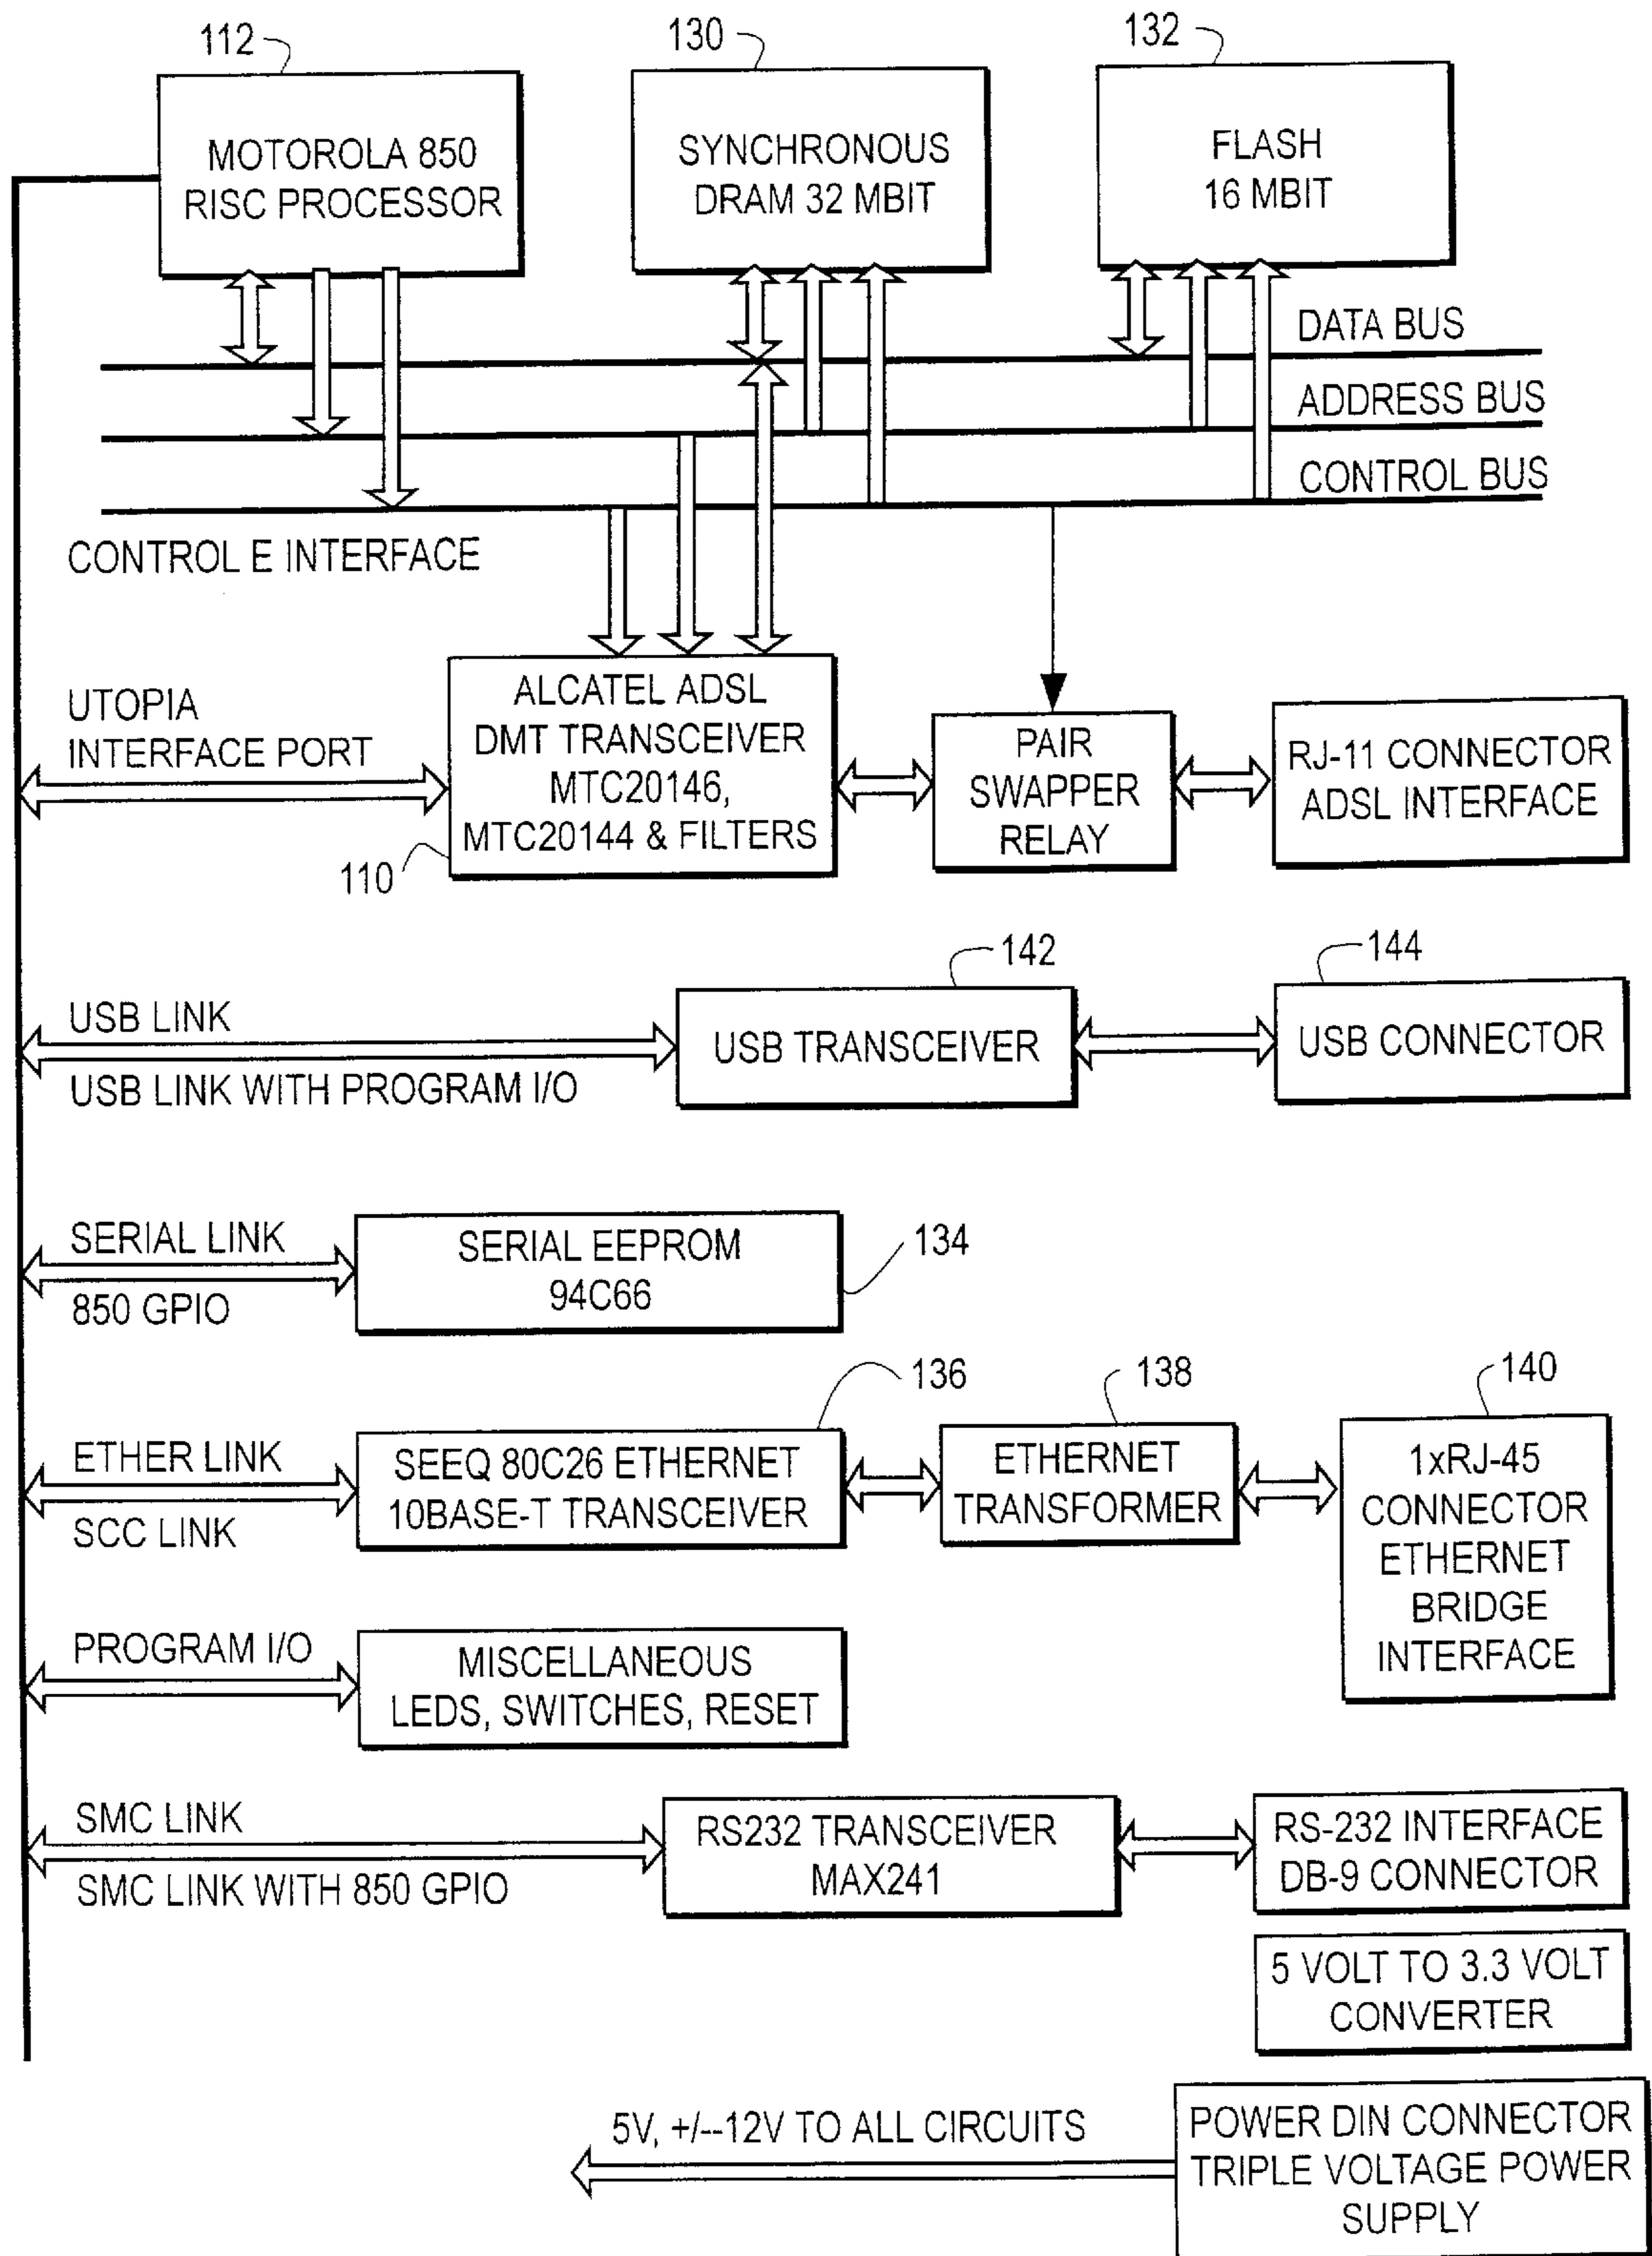 112
130
132
MOTOROLA 850
RISC PROCESSOR
SYNCHRONOUS
DRAM 32 MBIT
FLASH
16 MBIT
DATA BUS
ADDRESS BUS
CONTROL BUS
CONTROL E INTERFACE
UTOPIA
INTERFACE PORT
ALCATEL ADSL
DMT TRANSCEIVER
MTC20146,
MTC20144 & FILTERS
110
PAIR
SWAPPER
RELAY
RJ-11 CONNECTOR
ADSL INTERFACE
142
144
USB LINK
USB LINK WITH PROGRAM I/O
USB TRANSCEIVER
USB CONNECTOR
SERIAL LINK
850 GPIO
SERIAL EEPROM
94C66
134
136
138
140
ETHER LINK
SCC LINK
SEEQ 80C26 ETHERNET
10BASE-T TRANSCEIVER
ETHERNET
TRANSFORMER
1xRJ-45
CONNECTOR
ETHERNET
BRIDGE
INTERFACE
PROGRAM I/O
MISCELLANEOUS
LEDS, SWITCHES, RESET
SMC LINK
SMC LINK WITH 850 GPIO
RS232 TRANSCEIVER
MAX241
RS-232 INTERFACE
DB-9 CONNECTOR
5 VOLT TO 3.3 VOLT
CONVERTER
5V, +/--12V TO ALL CIRCUITS
POWER DIN CONNECTOR
TRIPLE VOLTAGE POWER
SUPPLY